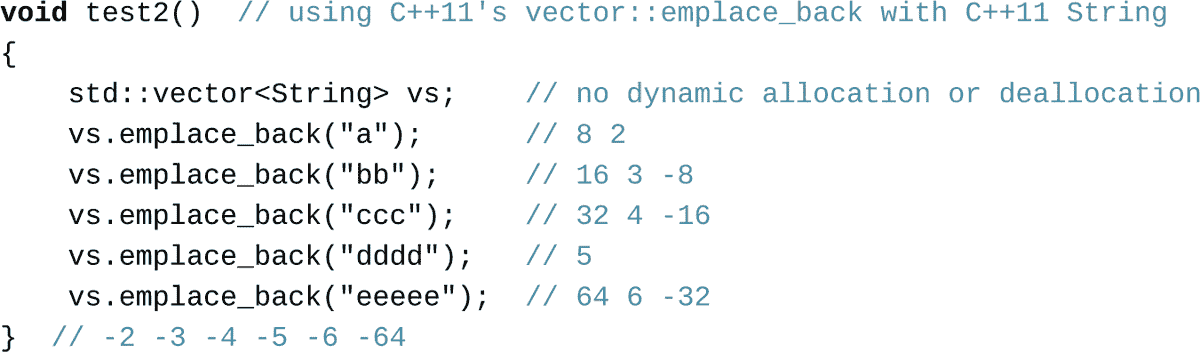 void test2()  // using C++11's vector::emplace_back with C++11 String
{
    std::vector<String> vs;    // no dynamic allocation or deallocation
    vs.emplace_back("a");      // 8 2
    vs.emplace_back("bb");     // 16 3 -8
    vs.emplace_back("ccc");    // 32 4 -16
    vs.emplace_back("dddd");   // 5
    vs.emplace_back("eeeee");  // 64 6 -32
}  // -2 -3 -4 -5 -6 -64